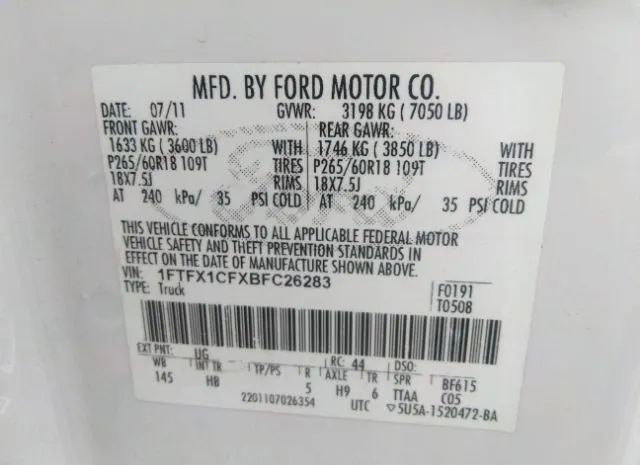 MFD. BY FORD MOTOR CO.
DATE: 07/11 GVWR: 3198 KG ( 7050 LB)
FRONT GAWR: REAR GAWR:
1633 KG ( 3600 LB) WITH 1746 KG ( 3850 LB) WITH
P265/60R18 109T TIRES P265/60R18 109T TIRES
18X7.5J RIMS 18X7.5J RIMS
AT 240 kPa/ 35 PSI COLD AT 240 kPa/ 35 PSI COLD
THIS VEHICLE CONFORMS TO ALL APPLICABLE FEDERAL MOTOR
VEHICLE SAFETY AND THEFT PREVENTION STANDARDS IN
EFFECT ON THE DATE OF MANUFACTURE SHOWN ABOVE.
VIN: 1FTFX1CFXBFC26283
TYPE: Truck
F0191
T0508
EXT PNT: UG RC: 44 DSO:
WB INT TR TP/PS R AXLE TR SPR BF615
145 HB 5 H9 6 TTAA C05
2201107026354 UTC 5U5A-1520472-BA